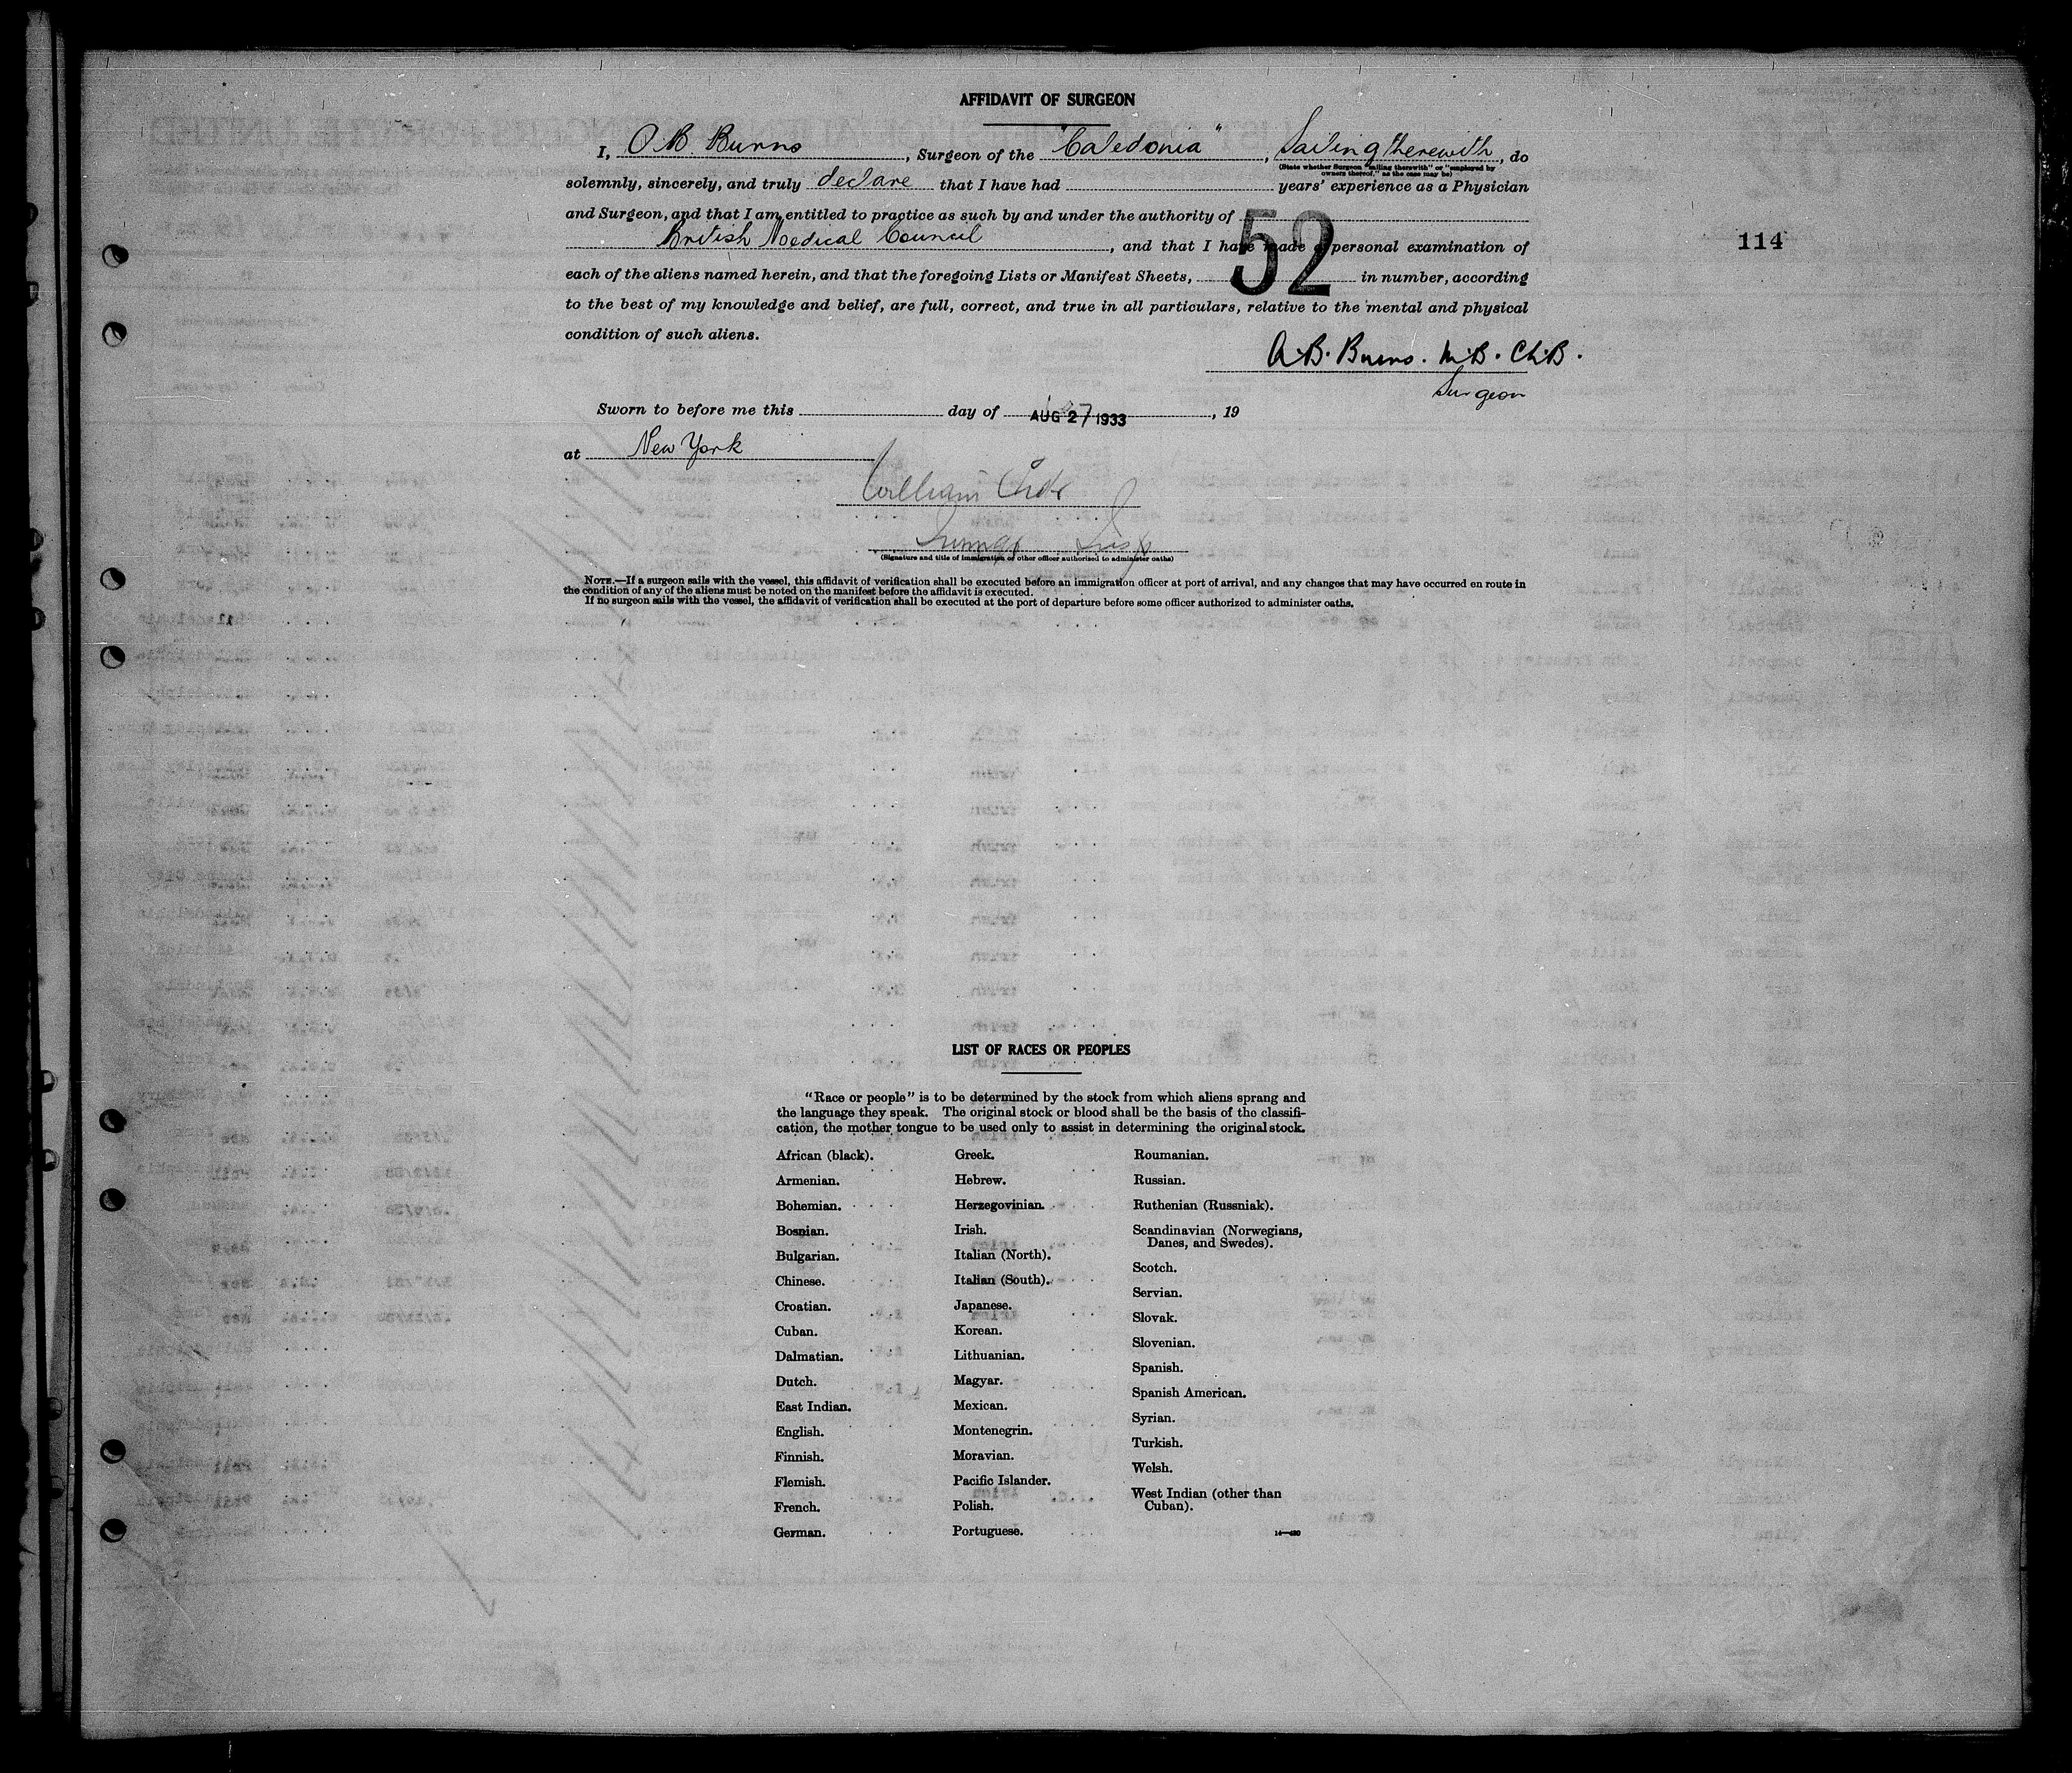 AFFIDAVIT OF SURGEON
I, A.B. Burns, Surgeon of the "Caledonia", Sailing therewith, do
(State whether Surgeon "sailing therewith" or "employed by
owners thereof," as the case may be)
solemnly, sincerely, and truly declare that I have had years' experience as a Physician
and Surgeon, and that I am entitled to practice as such by and under the authority of
British Medical Council, and that I have made a personal examination of
52
114
each of the aliens named herein, and that the foregoing Lists or Manifest Sheets, in number, according
to the best of my knowledge and belief, are full, correct, and true in all particulars, relative to the mental and physical
condition of such aliens.
A.B. Burns. M.B. Ch.B.
Surgeon
Sworn to before me this day of AUG 27 1933, 19
at New York
William
(Signature and title of immigration or other officer authorized to administer oaths)
NOTE.—If a surgeon sails with the vessel, this affidavit of verification shall be executed before an immigration officer at port of arrival, and any changes that may have occurred en route in
the condition of any of the aliens must be noted on the manifest before the affidavit is executed.
If no surgeon sails with the vessel, the affidavit of verification shall be executed at the port of departure before some officer authorized to administer oaths.
LIST OF RACES OR PEOPLES
"Race or people" is to be determined by the stock from which aliens sprang and
the language they speak. The original stock or blood shall be the basis of the classifi-
cation, the mother tongue to be used only to assist in determining the original stock.
African (black).
Armenian.
Bohemian.
Bosnian.
Bulgarian.
Chinese.
Croatian.
Cuban.
Dalmatian.
Dutch.
East Indian.
English.
Finnish.
Flemish.
French.
German.
Greek.
Hebrew.
Herzegovinian.
Irish.
Italian (North).
Italian (South).
Japanese.
Korean.
Lithuanian.
Magyar.
Mexican.
Montenegrin.
Moravian.
Pacific Islander.
Polish.
Portuguese.
Roumanian.
Russian.
Ruthenian (Russniak).
Scandinavian (Norwegians,
Danes, and Swedes).
Scotch.
Servian.
Slovak.
Slovenian.
Spanish.
Spanish American.
Syrian.
Turkish.
Welsh.
West Indian (other than
Cuban).